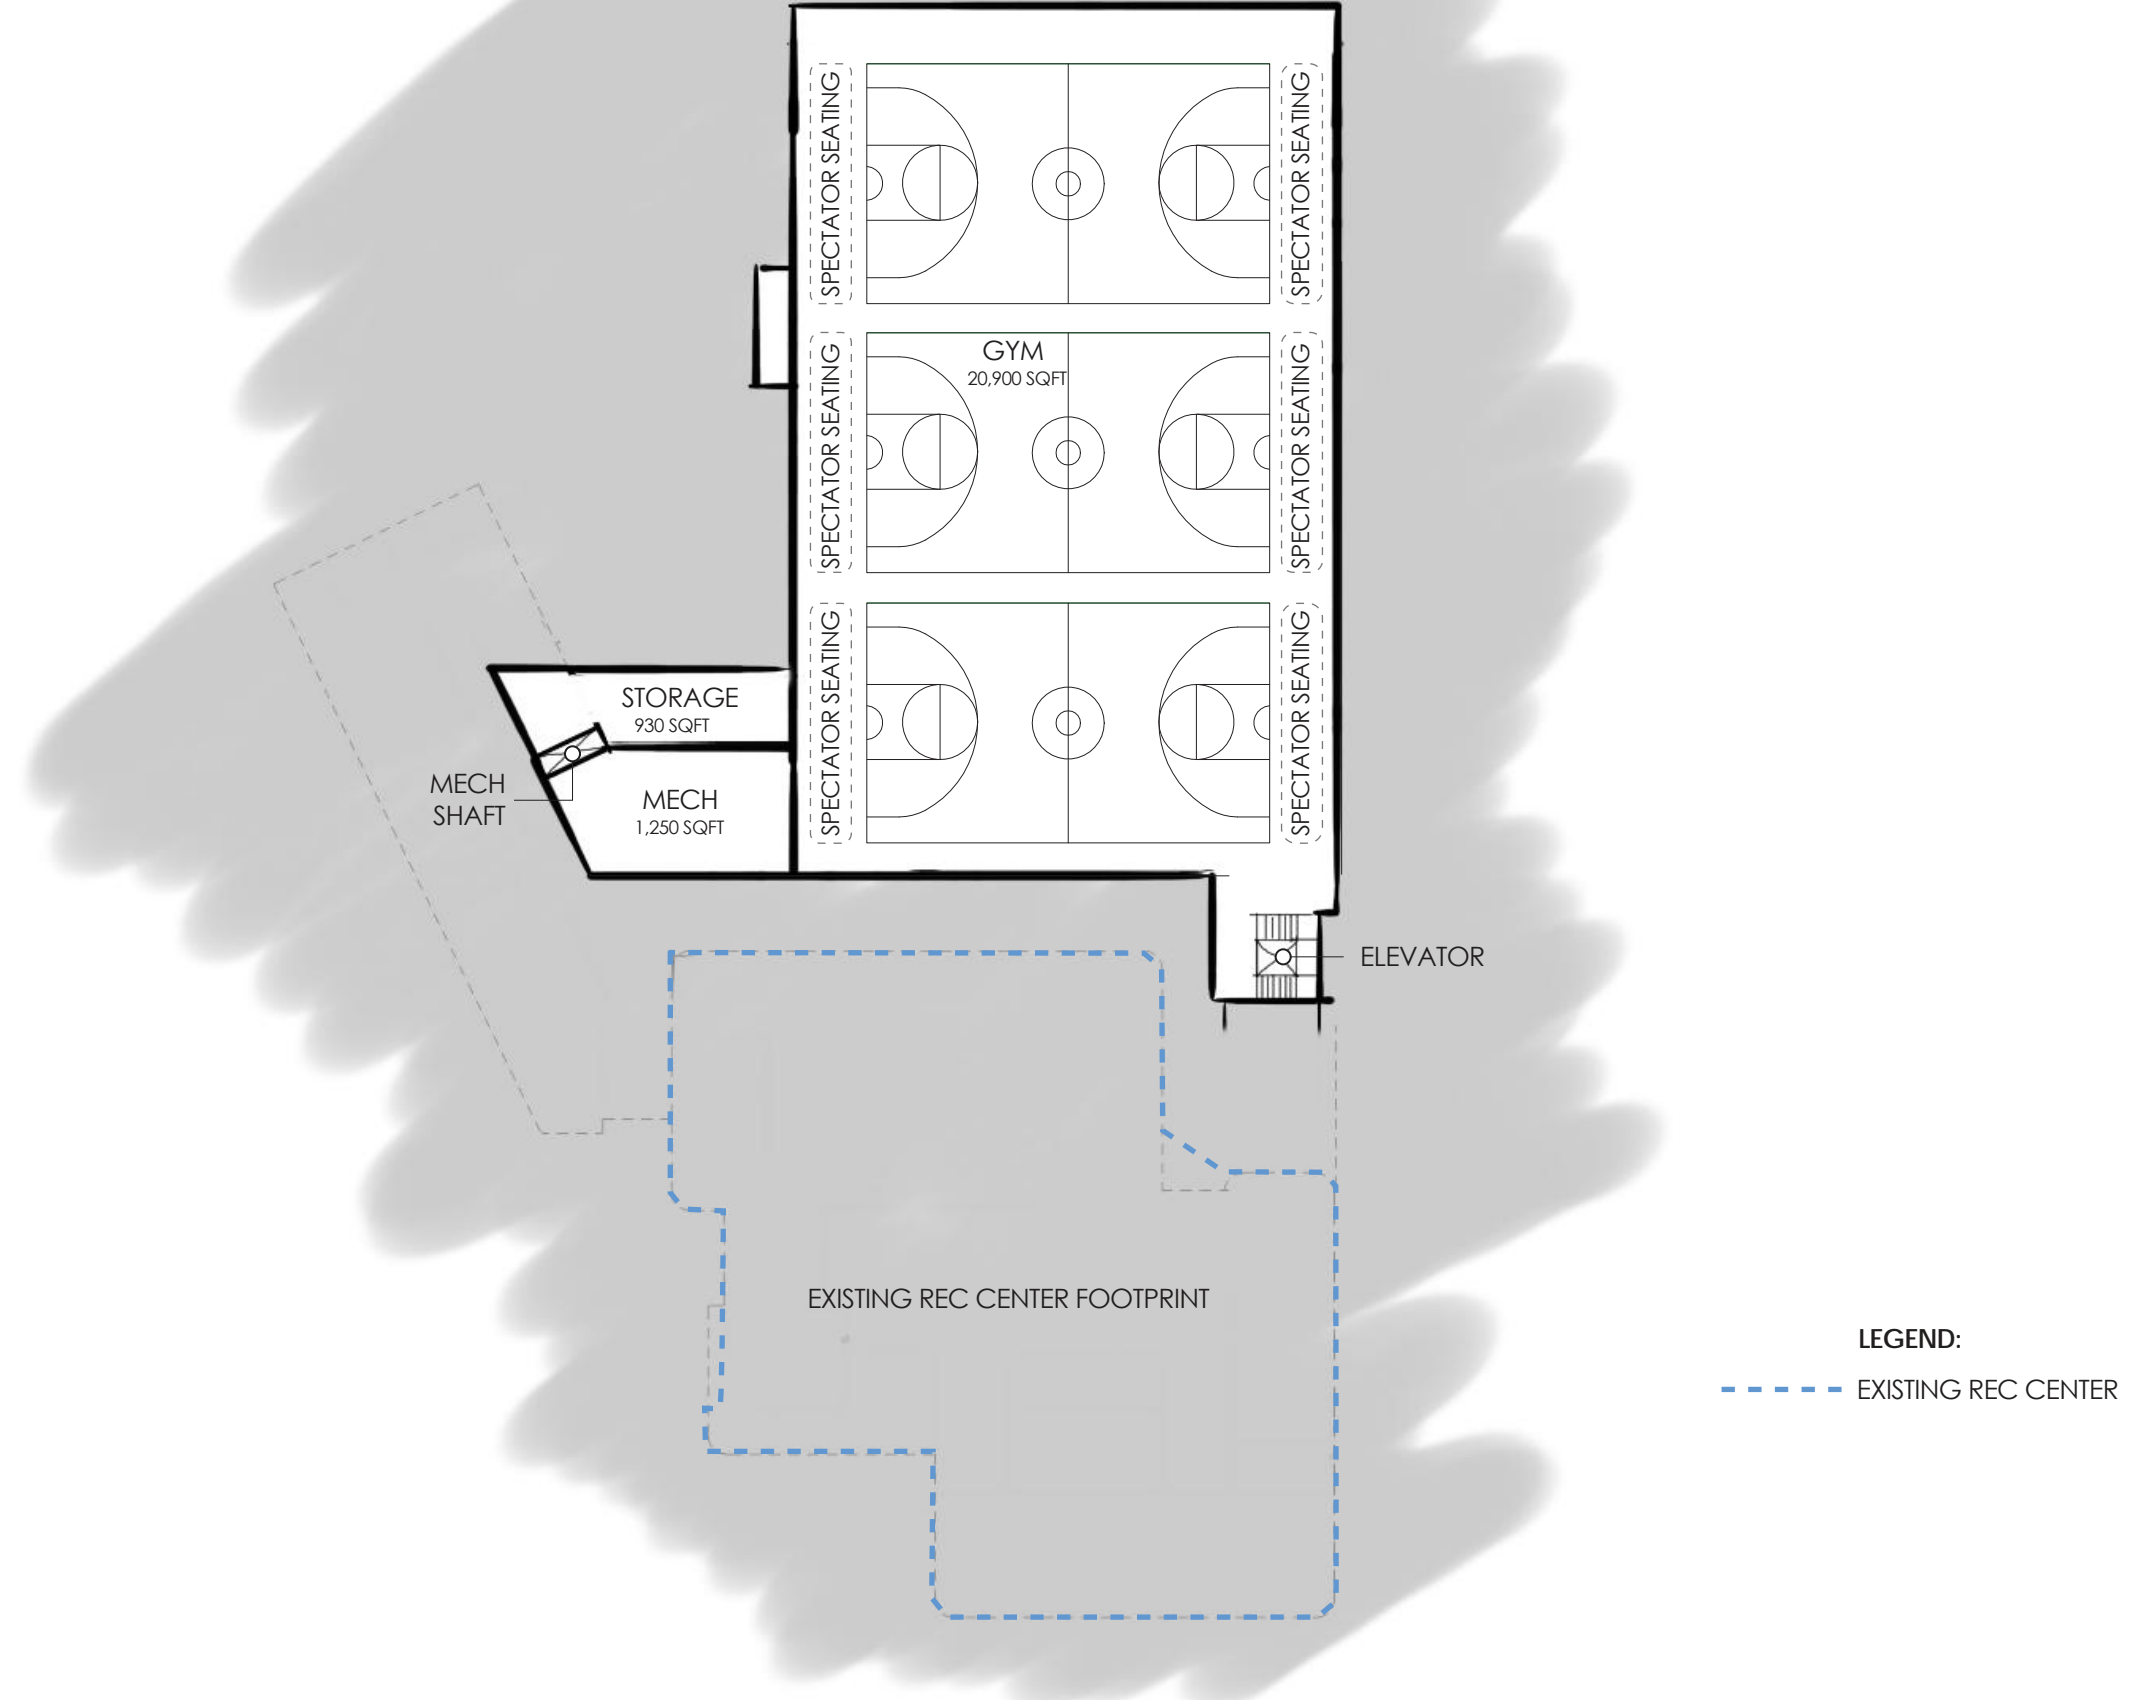 SPECTATOR SEATING
SPECTATOR SEATING
GYM
20,900 SQFT
SPECTATOR SEATING
SPECTATOR SEATING
SPECTATOR SEATING
SPECTATOR SEATING
STORAGE
930 SQFT
MECH
SHAFT
MECH
1,250 SQFT
ELEVATOR
EXISTING REC CENTER FOOTPRINT
LEGEND:
EXISTING REC CENTER